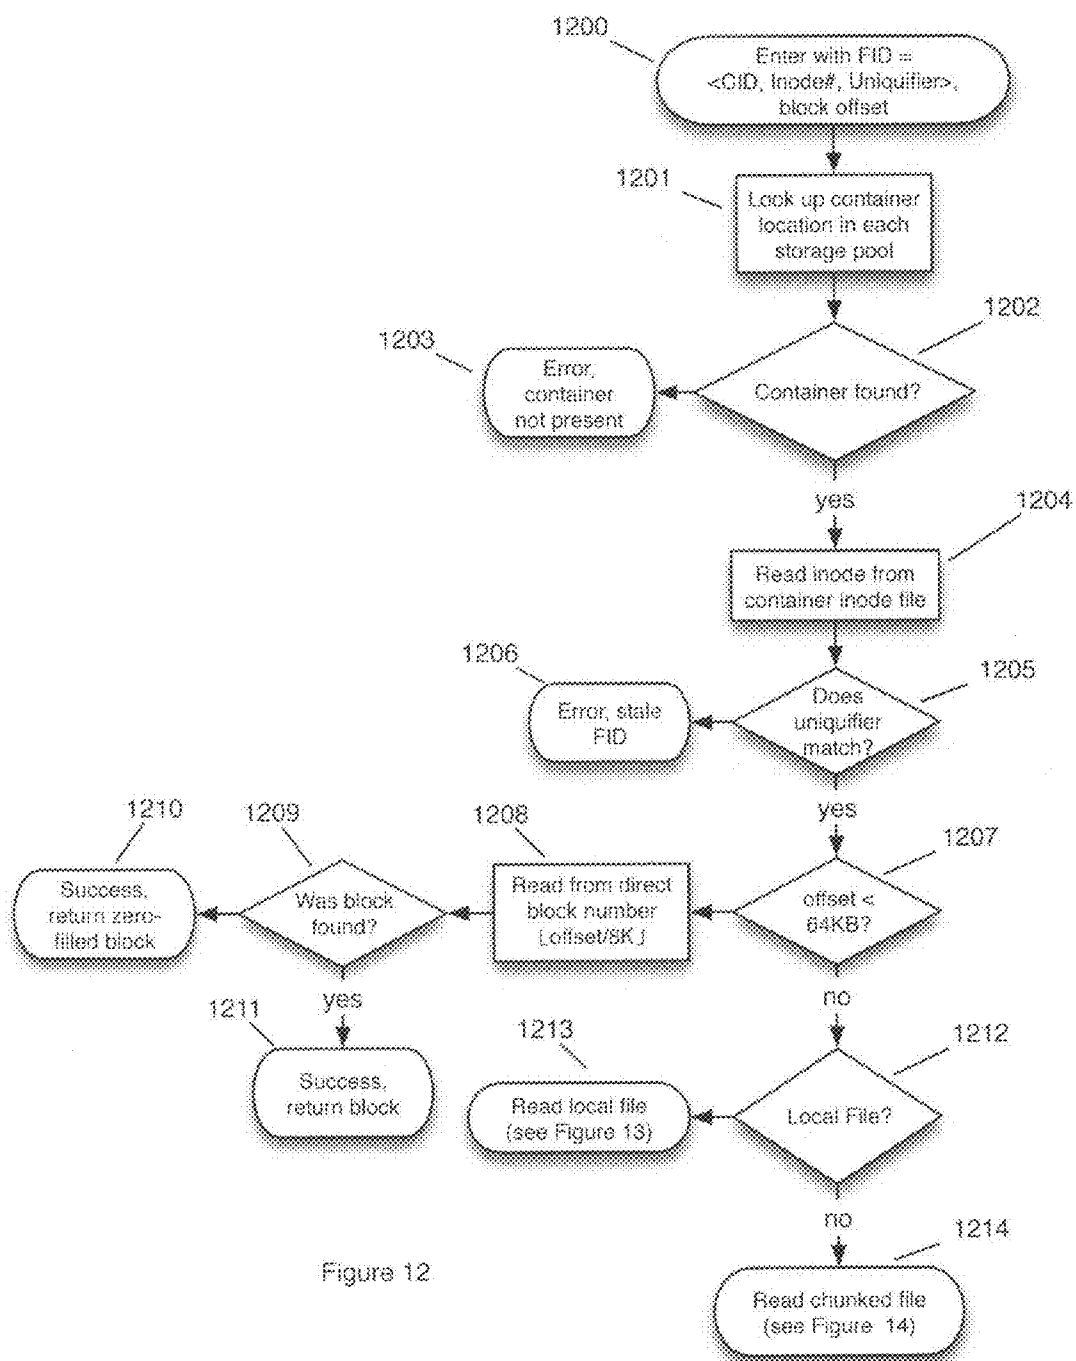 1200
Enter with FID =
<CID, Inode#, Uniquifier>,
block offset
1201
Look up container
location in each
storage pool
1202
Container found?
1203
Error,
container
not present
yes
1204
Read inode from
container inode file
1205
Does
uniquifier
match?
1206
Error, stale
FID
yes
1207
offset <
64KB?
1208
Read from direct
block number
⌊offset/8K⌋
1209
Was block
found?
1210
Success,
return zero-
filled block
yes
1211
Success,
return block
no
1212
Local File?
1213
Read local file
(see Figure 13)
no
1214
Read chunked file
(see Figure 14)
Figure 12